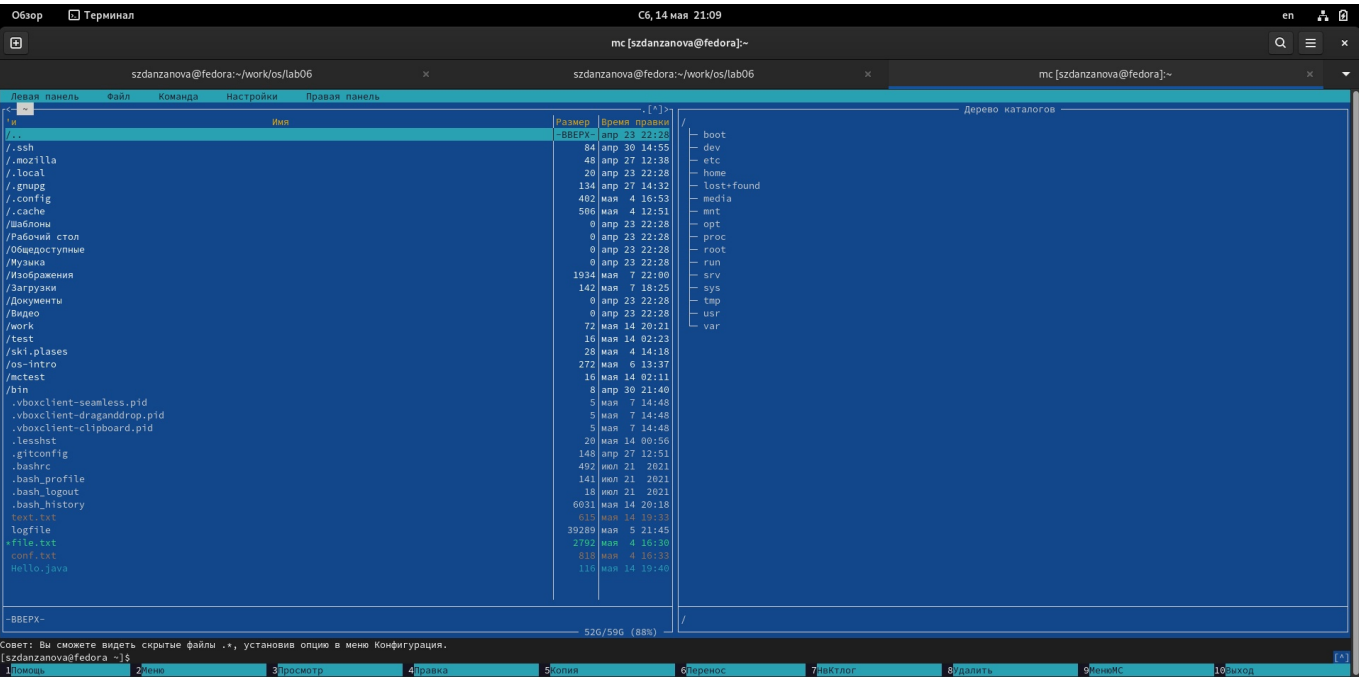 Обзор Терминал Сб, 14 мая 21:09 en
mc [szdanzanova@fedora]:~
szdanzanova@fedora:~/work/os/lab06 × szdanzanova@fedora:~/work/os/lab06 × mc [szdanzanova@fedora]:~ ×
Левая панель Файл Команда Настройки Правая панель
<- ~ .[^]>
'и Имя Размер Время правки
/.. -ВВЕРХ- апр 23 22:28
/.ssh 84 апр 30 14:55
/.mozilla 48 апр 27 12:38
/.local 20 апр 23 22:28
/.gnupg 134 апр 27 14:32
/.config 402 мая 4 16:53
/.cache 506 мая 4 12:51
/Шаблоны 0 апр 23 22:28
/Рабочий стол 0 апр 23 22:28
/Общедоступные 0 апр 23 22:28
/Музыка 0 апр 23 22:28
/Изображения 1934 мая 7 22:00
/Загрузки 142 мая 7 18:25
/Документы 0 апр 23 22:28
/Видео 0 апр 23 22:28
/work 72 мая 14 20:21
/test 16 мая 14 02:23
/ski.plases 28 мая 4 14:18
/os-intro 272 мая 6 13:37
/mctest 16 мая 14 02:11
/bin 8 апр 30 21:40
.vboxclient-seamless.pid 5 мая 7 14:48
.vboxclient-draganddrop.pid 5 мая 7 14:48
.vboxclient-clipboard.pid 5 мая 7 14:48
.lesshst 20 мая 14 00:56
.gitconfig 148 апр 27 12:51
.bashrc 492 июл 21 2021
.bash_profile 141 июл 21 2021
.bash_logout 18 июл 21 2021
.bash_history 6031 мая 14 20:18
text.txt 615 мая 14 19:33
logfile 39289 мая 5 21:45
*file.txt 2792 мая 4 16:30
conf.txt 818 мая 4 16:33
Hello.java 116 мая 14 19:40
-ВВЕРХ-
52G/59G (88%)
Дерево каталогов
/
boot
dev
etc
home
lost+found
media
mnt
opt
proc
root
run
srv
sys
tmp
usr
var
/
Совет: Вы сможете видеть скрытые файлы .*, установив опцию в меню Конфигурация.
[szdanzanova@fedora ~]$ [^]
1Помощь 2Меню 3Просмотр 4Правка 5Копия 6Перенос 7НвКтлог 8Удалить 9МенюMC 10Выход